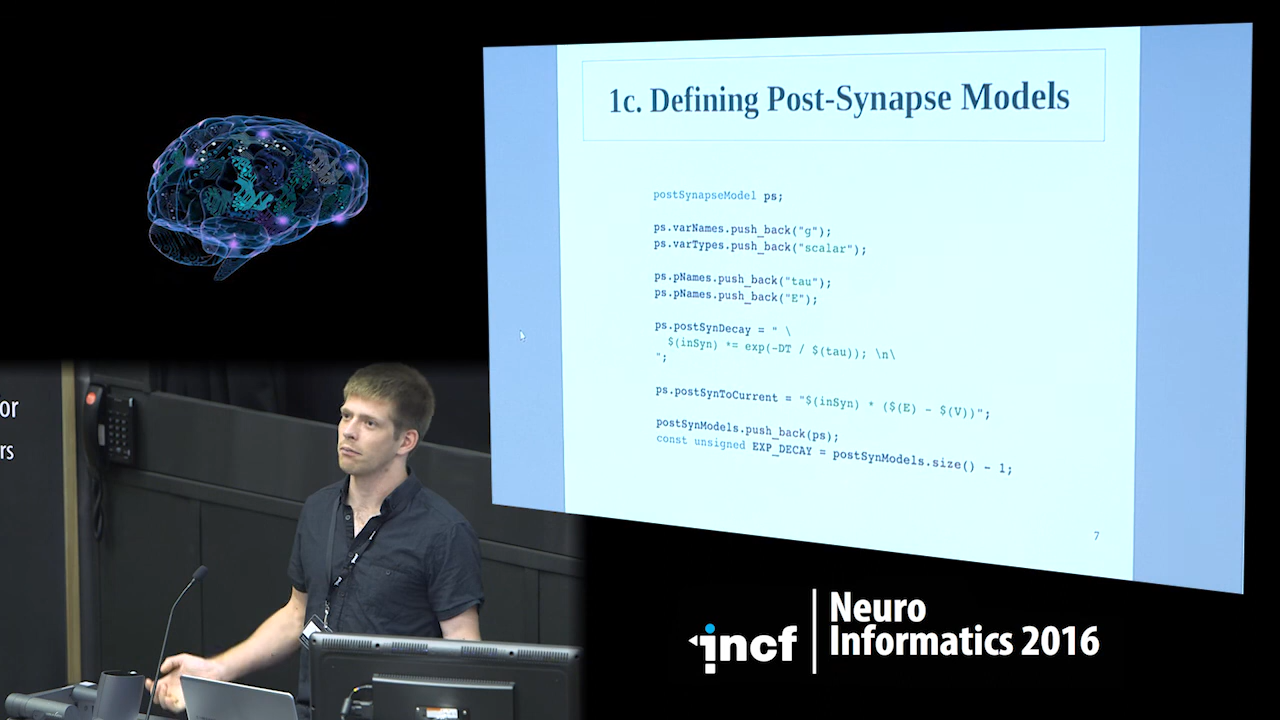 1c. Defining Post-Synapse Models
postSynapseModel ps;
ps.varNames.push_back("g");
ps.varTypes.push_back("scalar");
ps.pNames.push_back("tau");
ps.pNames.push_back("E");
ps.postSynDecay = " \
$(inSyn) *= exp(-DT / $(tau)); \n\
";
ps.postSynToCurrent = "$(inSyn) * ($(E) - $(V))";
postSynModels.push_back(ps);
const unsigned EXP_DECAY = postSynModels.size() - 1;
7
or
rs
incf
Neuro
Informatics 2016